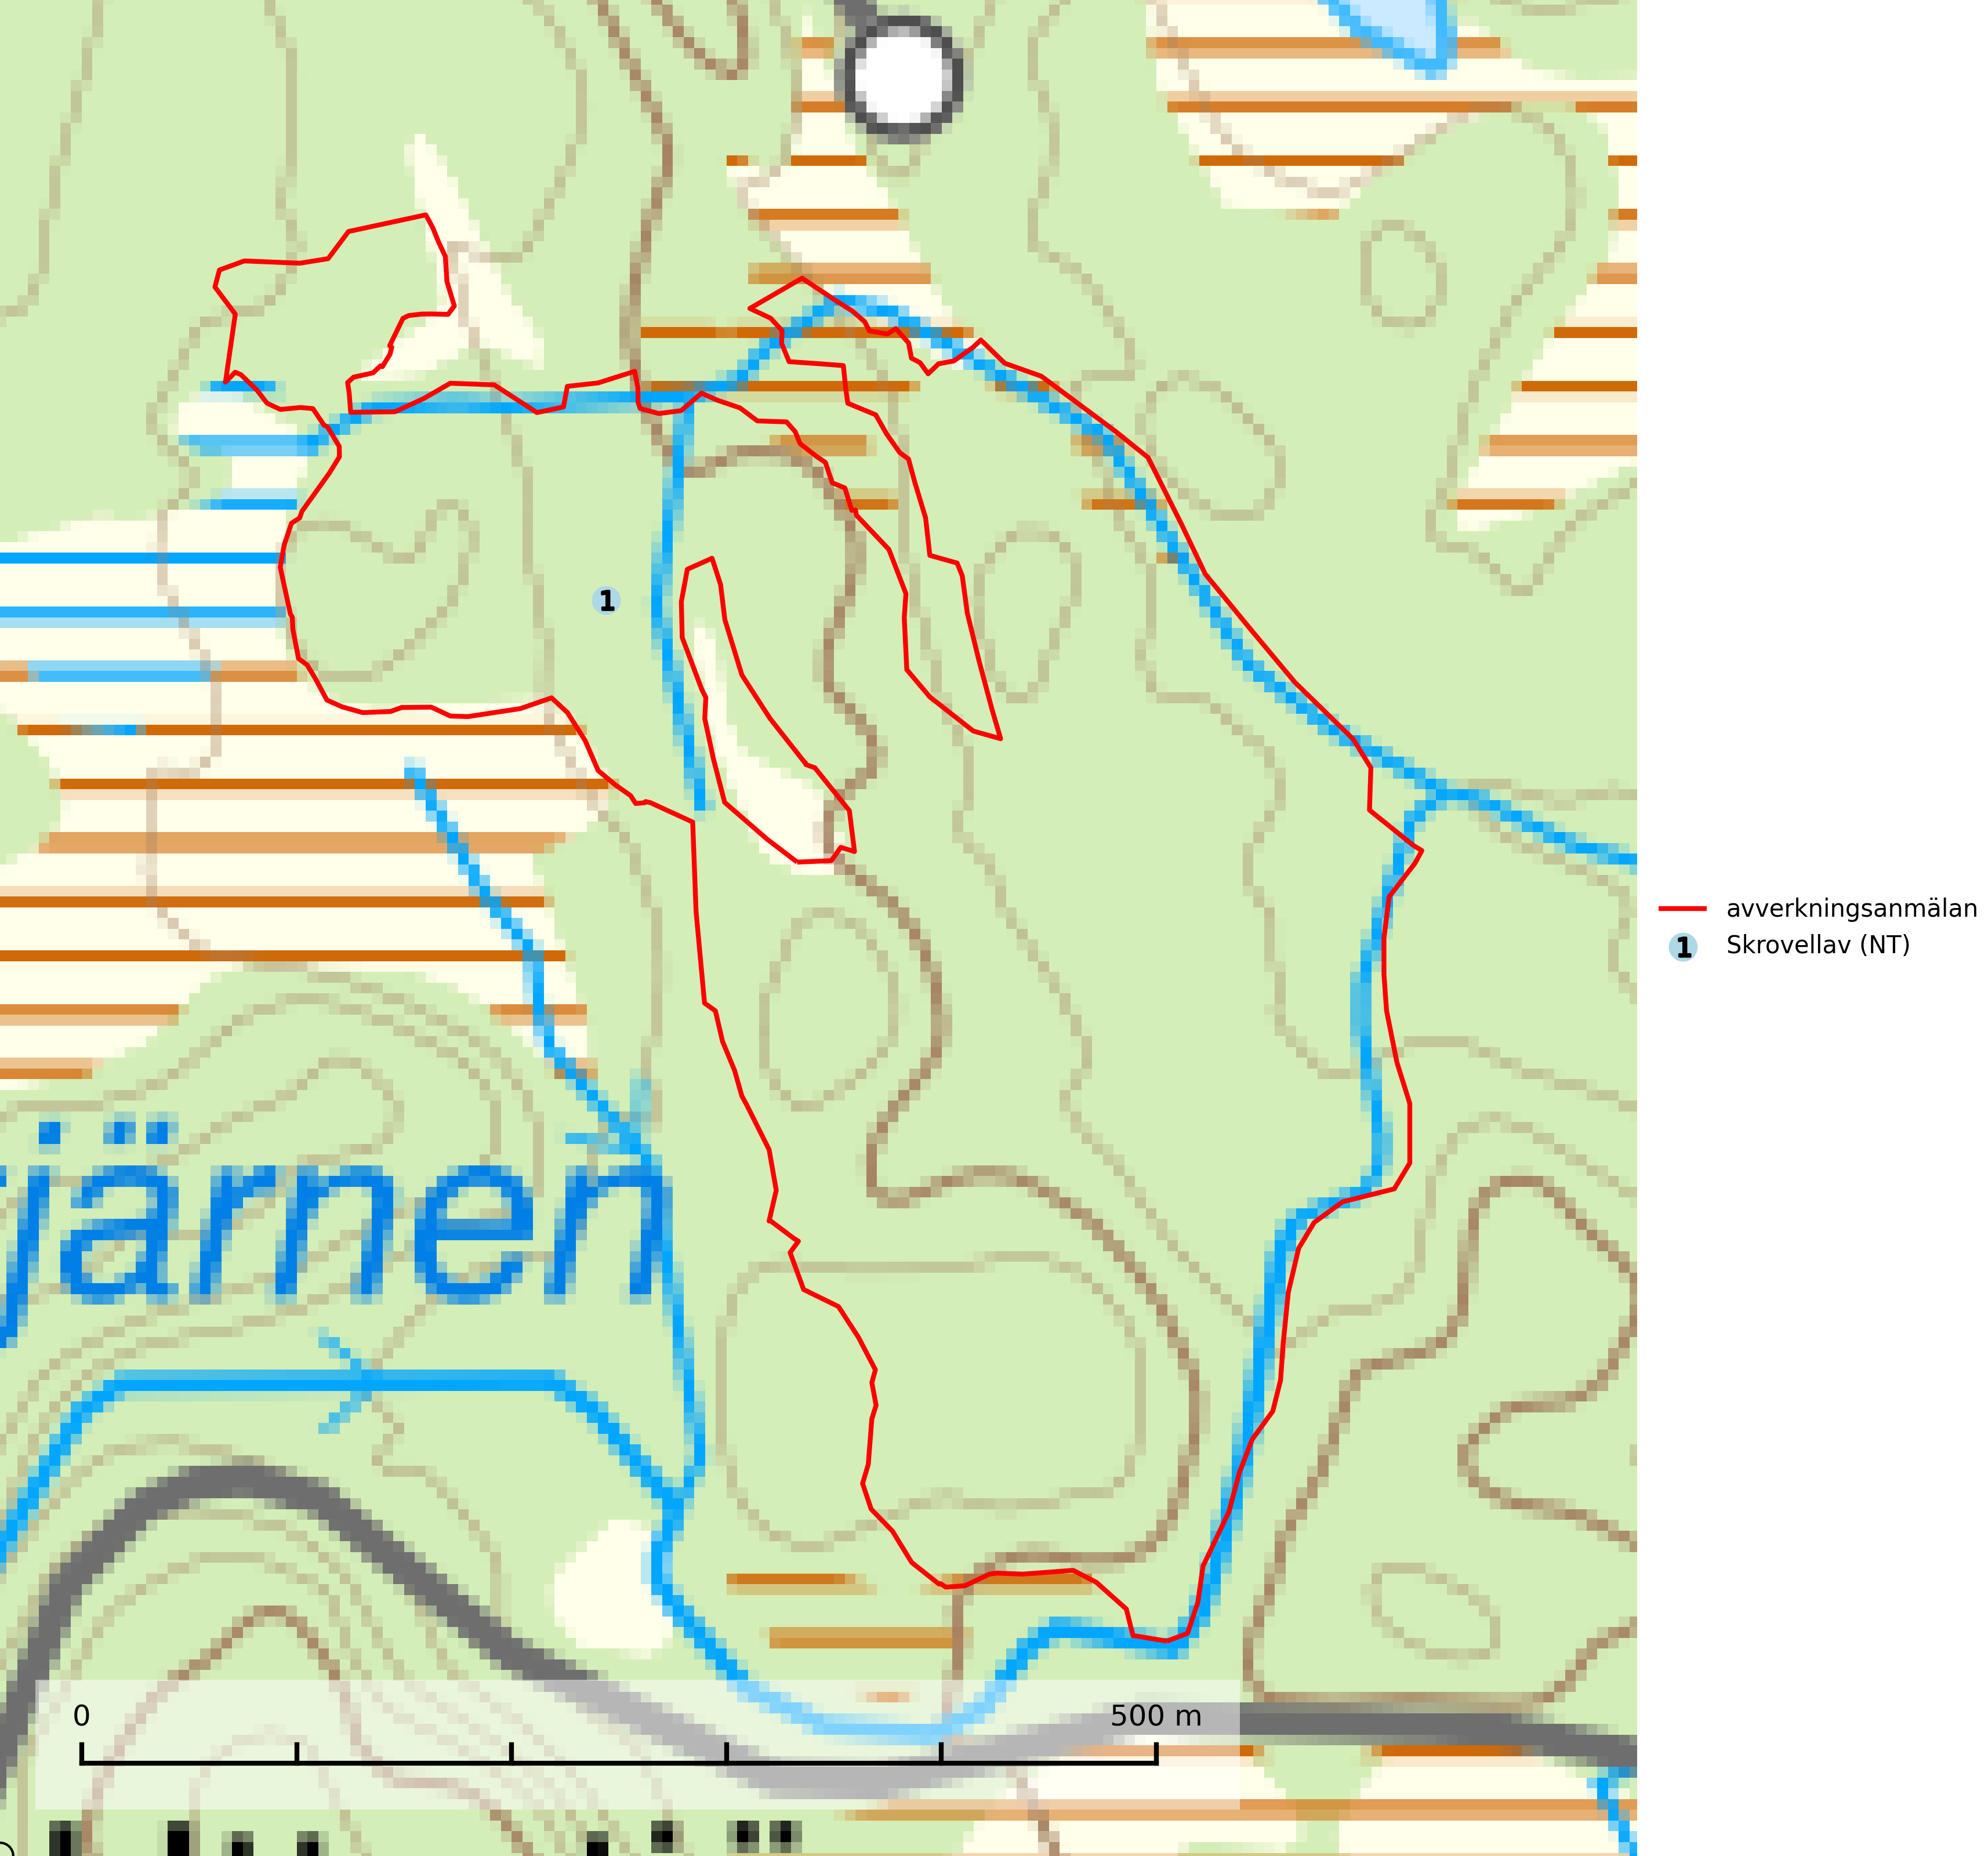 1
järnen
0
500 m
avverkningsanmälan
1
Skrovellav (NT)